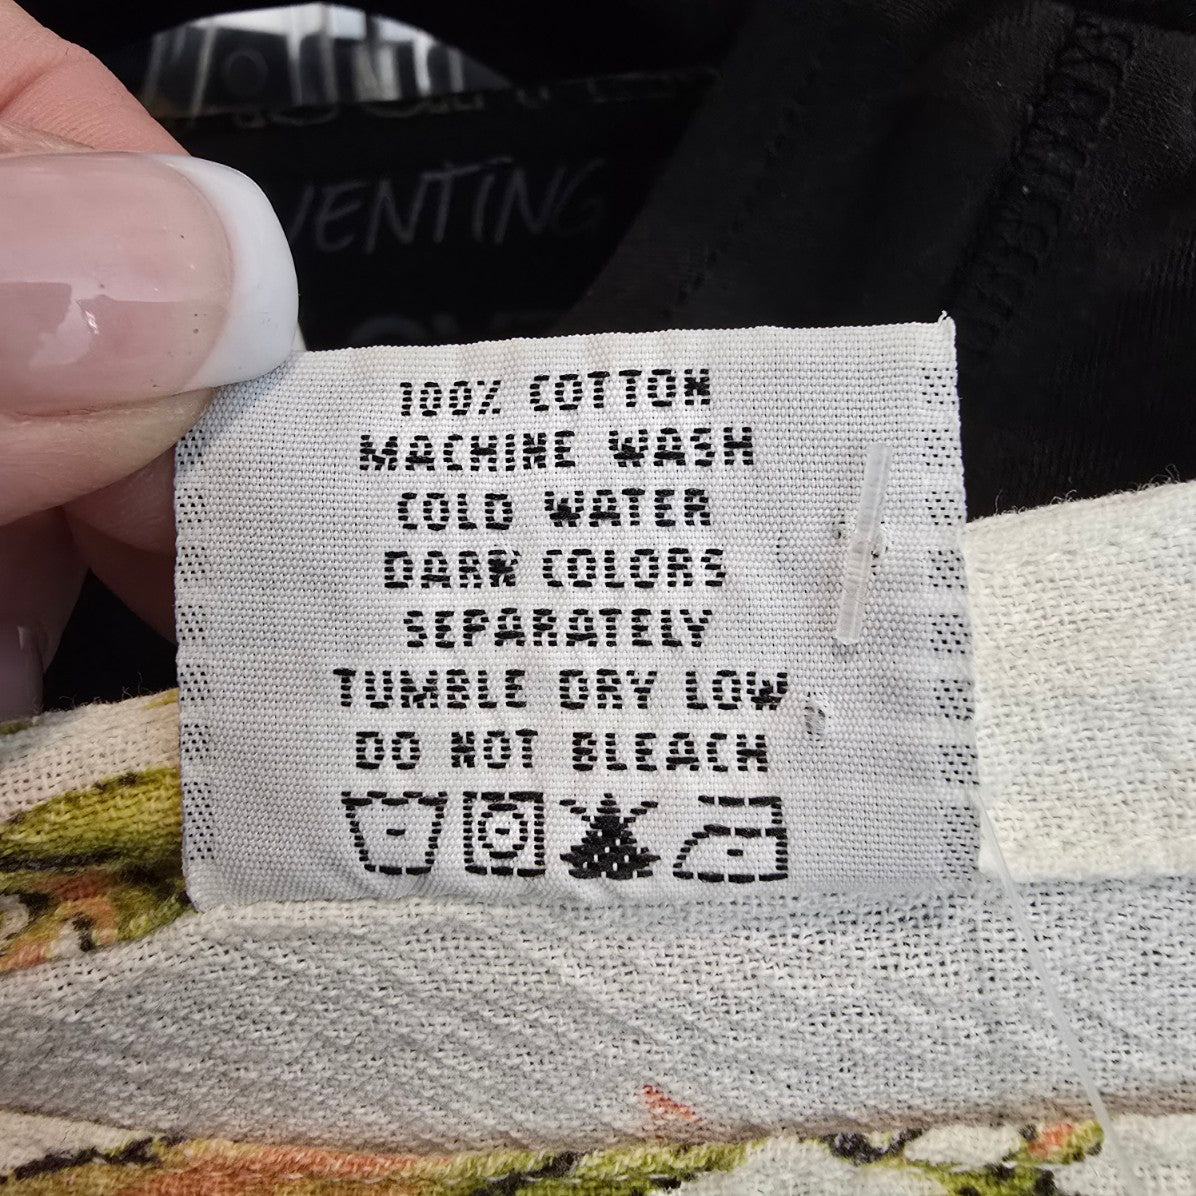 VENTING
100% COTTON
MACHINE WASH
COLD WATER
DARK COLORS
SEPARATELY
TUMBLE DRY LOW
DO NOT BLEACH